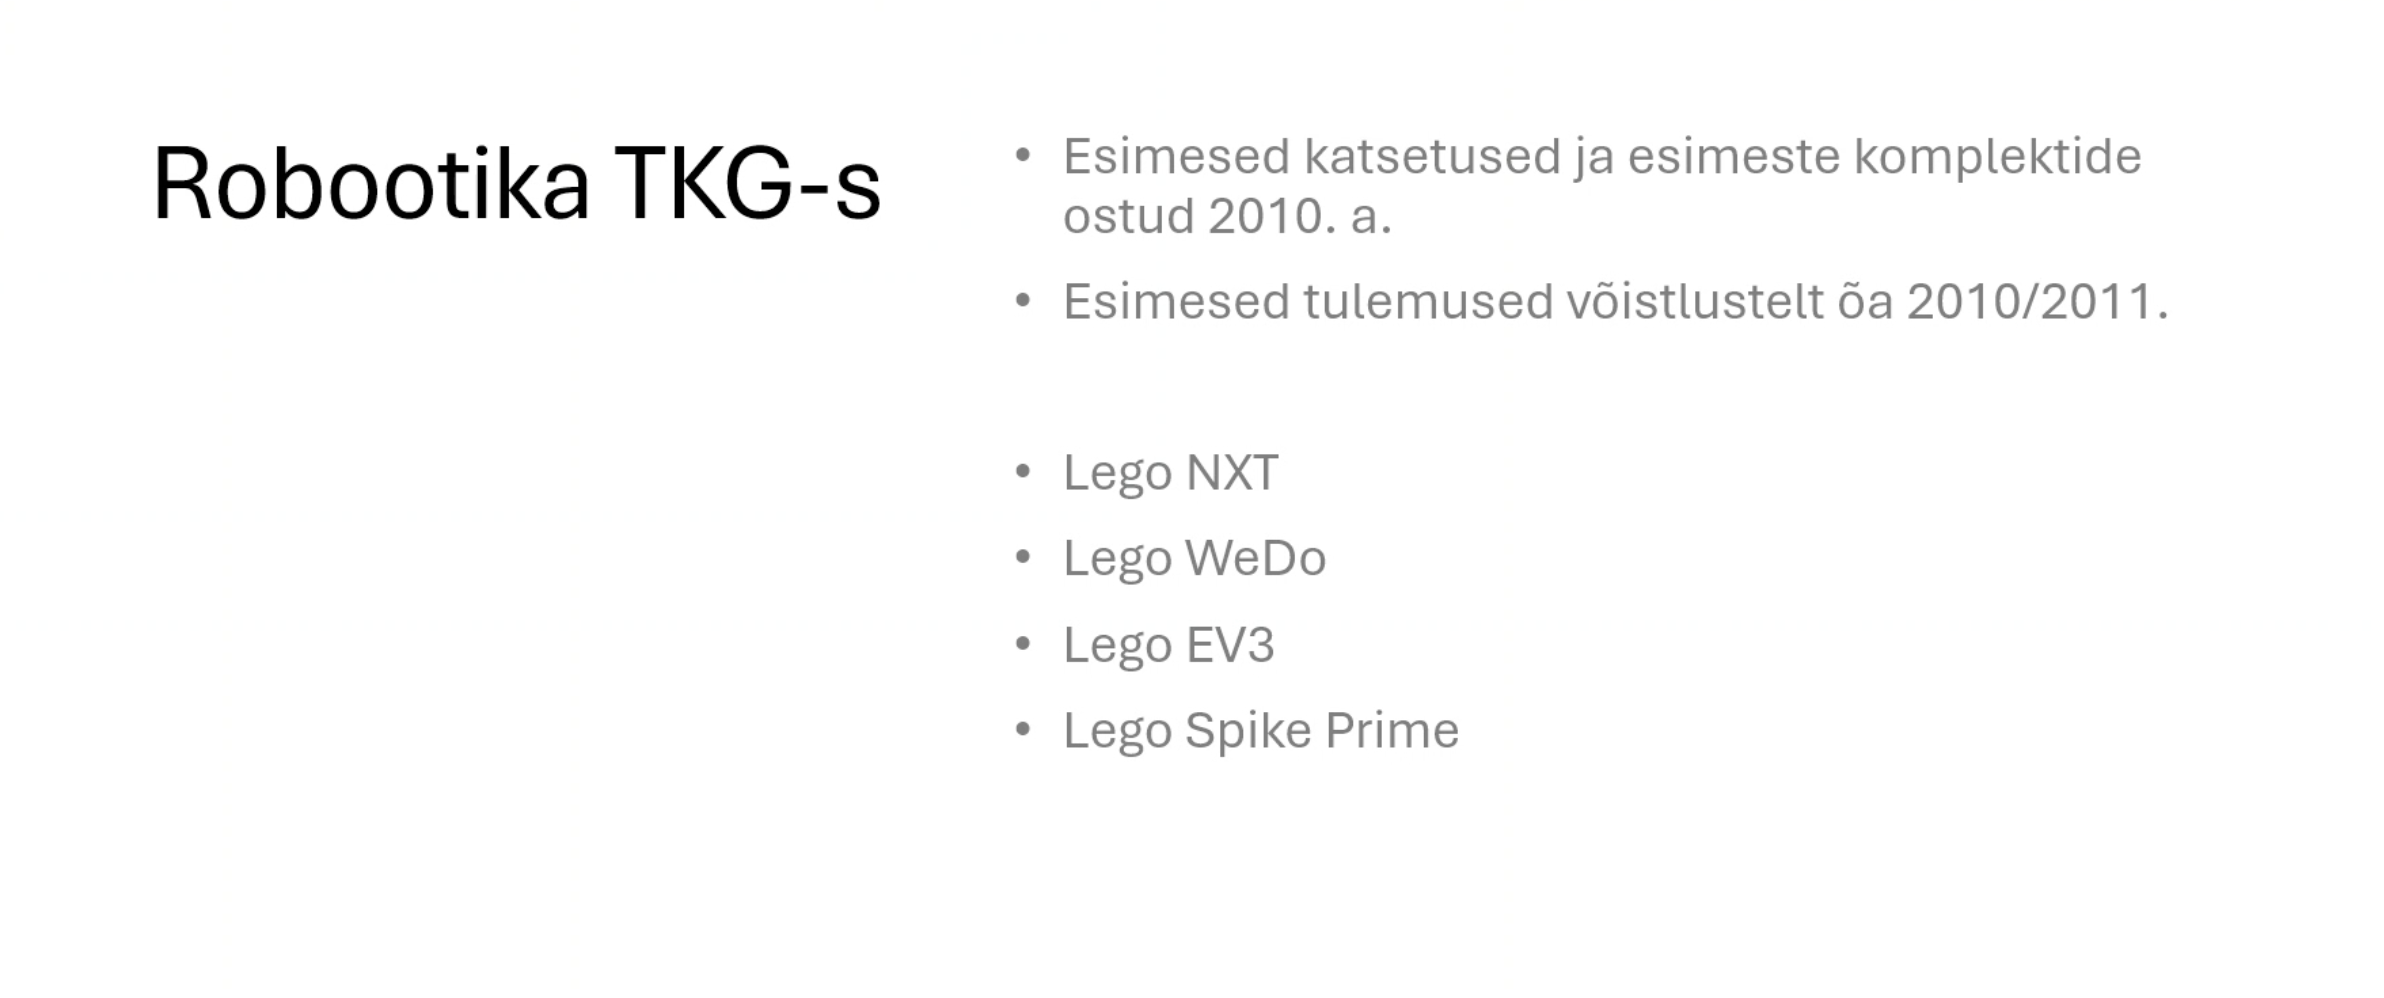 Robootika TKG-s
• Esimesed katsetused ja esimeste komplektide
ostud 2010. a.
• Esimesed tulemused võistlustelt õa 2010/2011.
• Lego NXT
• Lego WeDo
• Lego EV3
• Lego Spike Prime